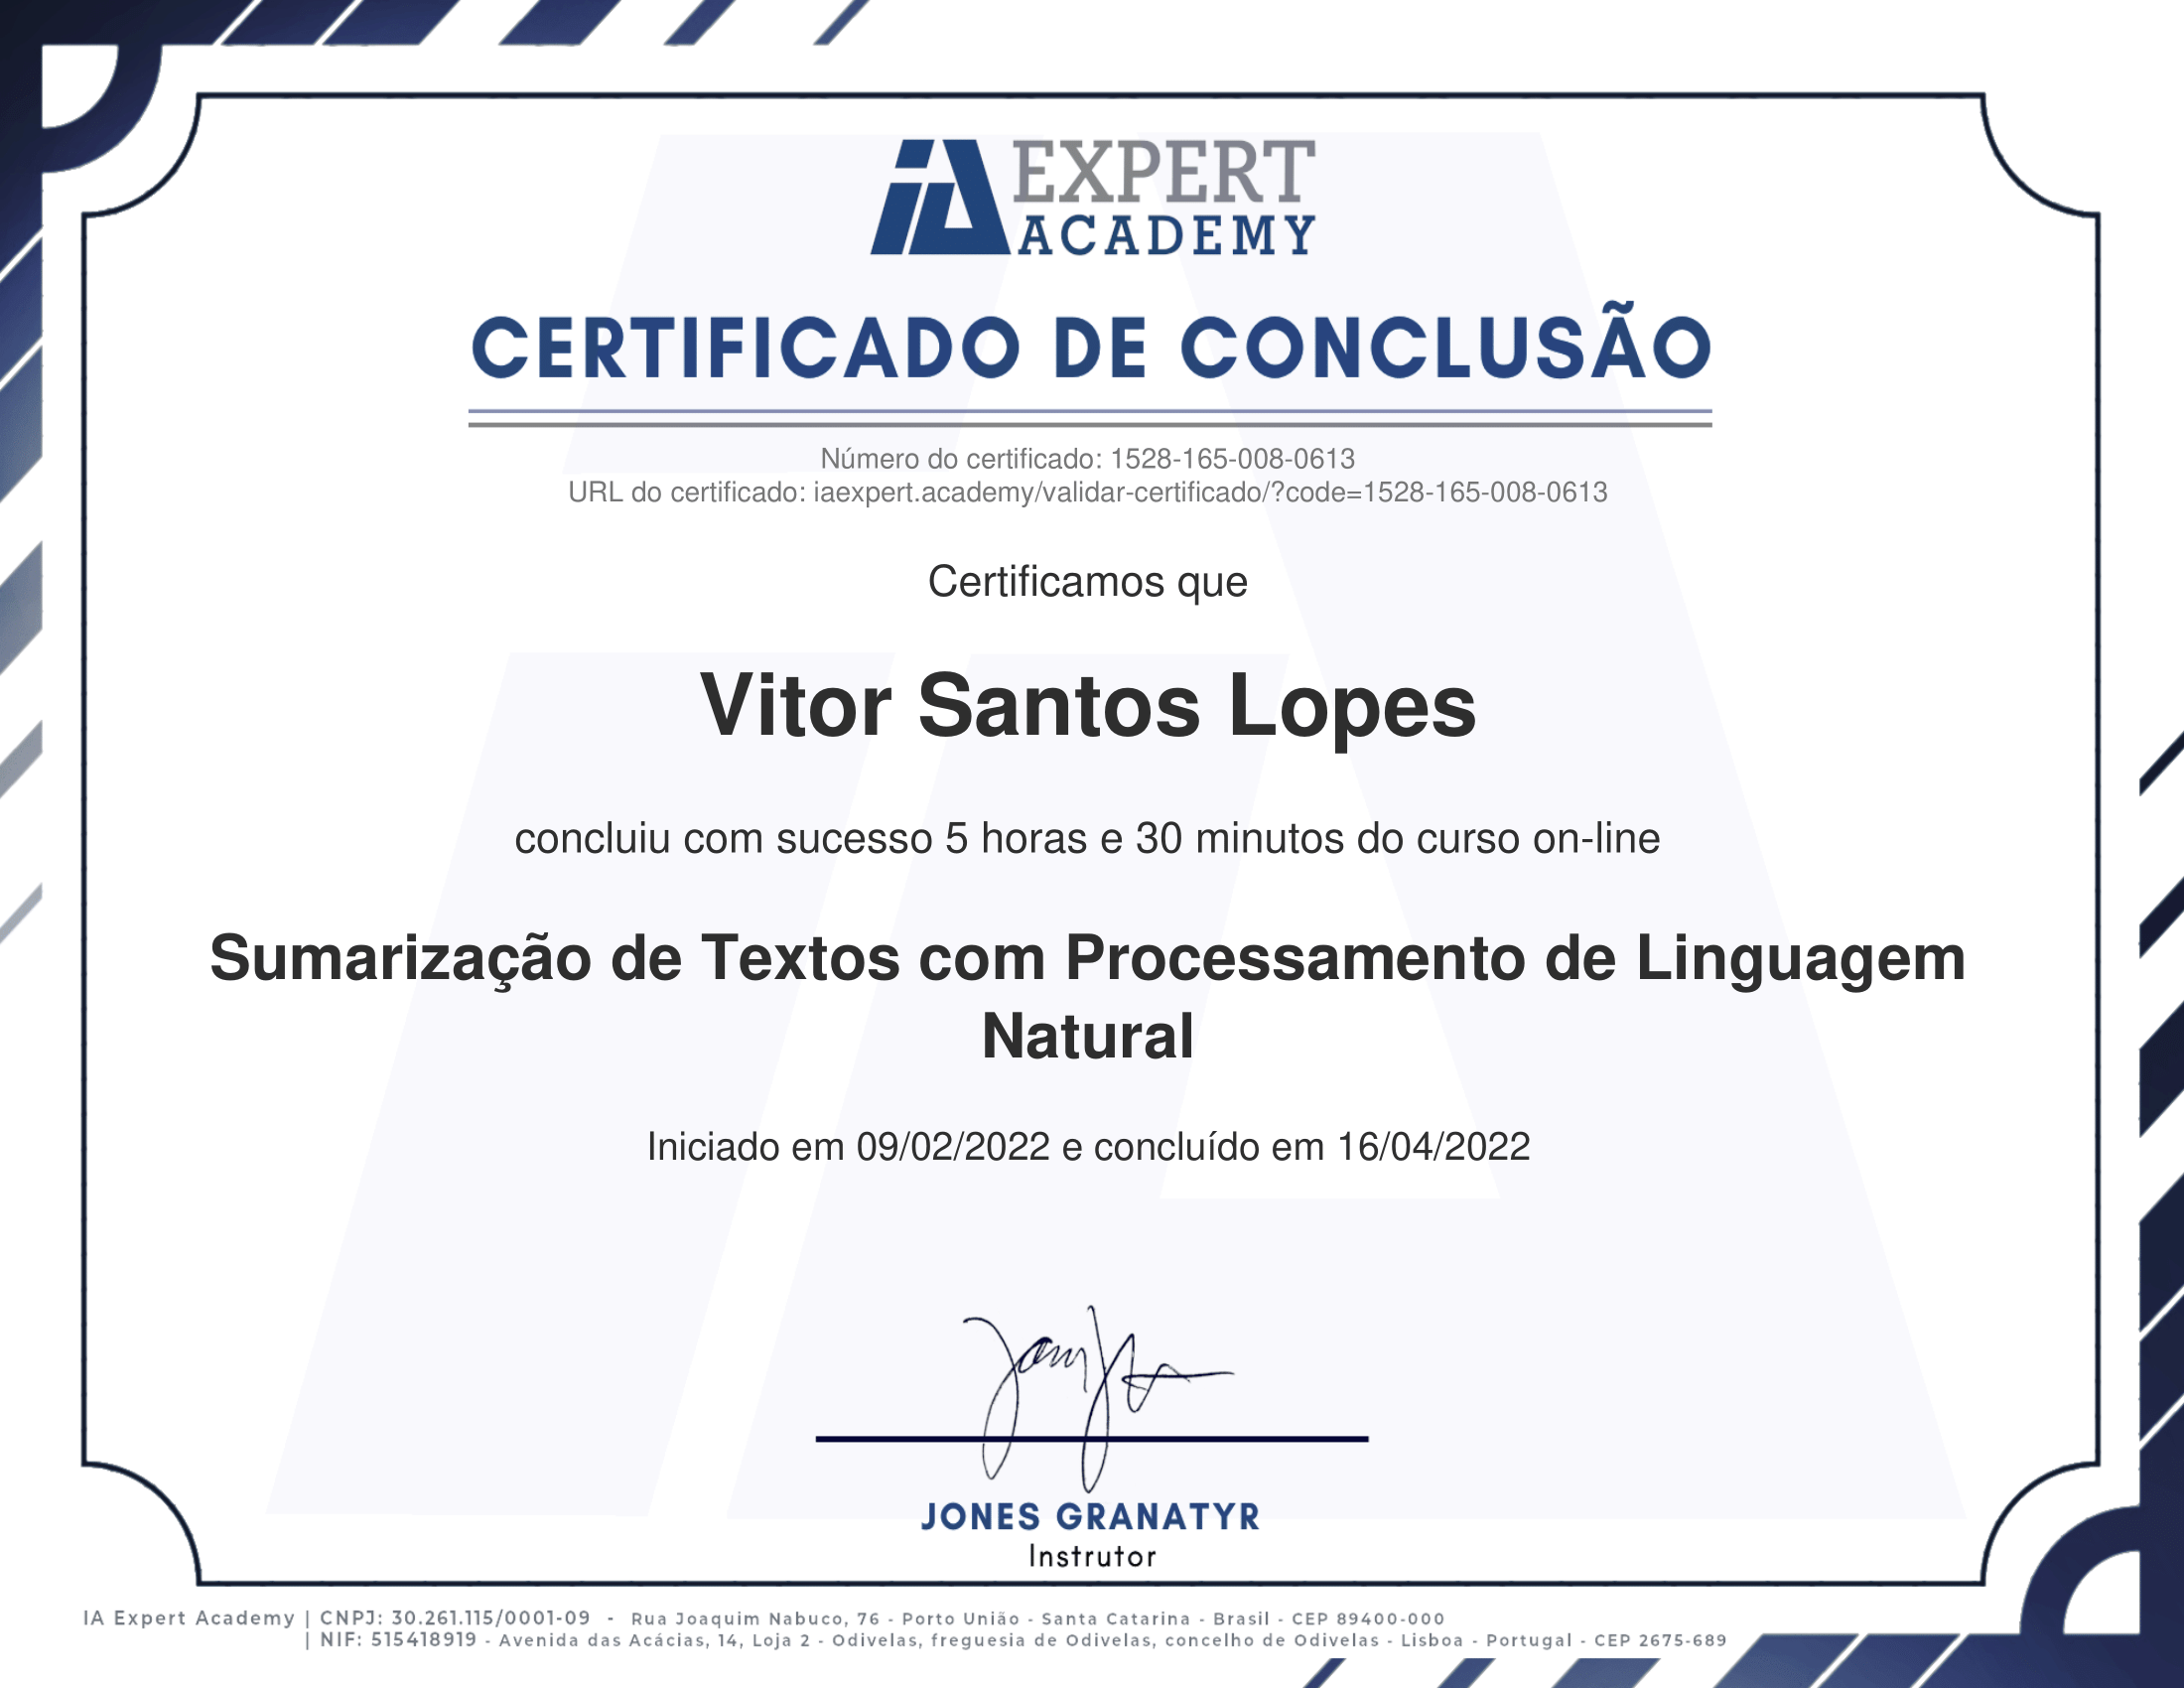 iA EXPERT
ACADEMY
CERTIFICADO DE CONCLUSÃO
Número do certificado: 1528-165-008-0613
URL do certificado: iaexpert.academy/validar-certificado/?code=1528-165-008-0613
Certificamos que
Vitor Santos Lopes
concluiu com sucesso 5 horas e 30 minutos do curso on-line
Sumarização de Textos com Processamento de Linguagem
Natural
Iniciado em 09/02/2022 e concluído em 16/04/2022
JONES GRANATYR
Instrutor
IA Expert Academy | CNPJ: 30.261.115/0001-09 - Rua Joaquim Nabuco, 76 - Porto União - Santa Catarina - Brasil - CEP 89400-000
| NIF: 515418919 - Avenida das Acácias, 14, Loja 2 - Odivelas, freguesia de Odivelas, concelho de Odivelas - Lisboa - Portugal - CEP 2675-689